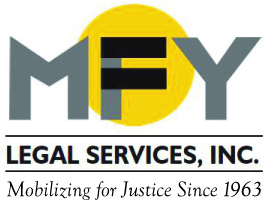 MFY
LEGAL SERVICES, INC.
Mobilizing for Justice Since 1963